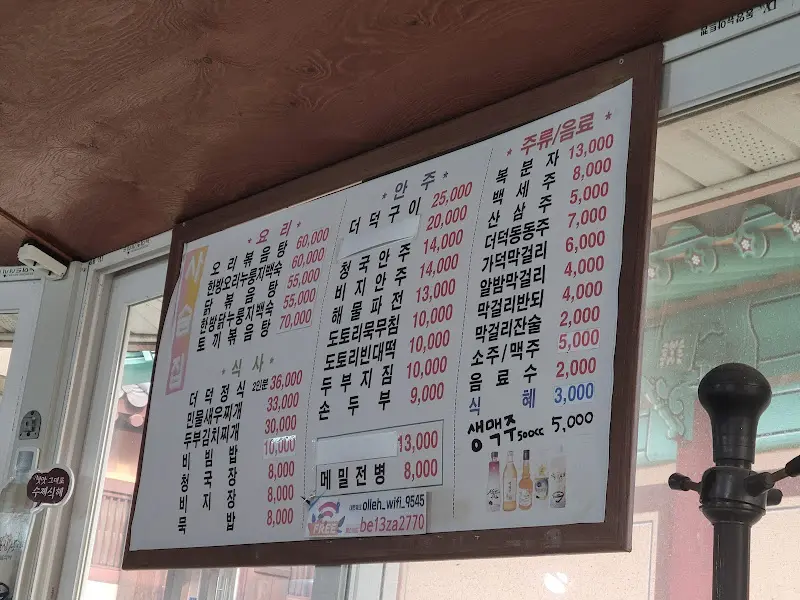 사슴집
* 요 리 *
오 리 볶 음 탕 60,000
한방오리누룽지백숙 60,000
닭 볶 음 탕 55,000
한방닭누룽지백숙 55,000
토 끼 볶 음 탕 70,000
* 식 사 *
더 덕 정 식 2인분 36,000
민물새우찌개 33,000
두부김치찌개 30,000
비 빔 밥 10,000
청 국 장 8,000
비 지 장 8,000
묵 밥 8,000
* 안 주 *
더 덕 구 이 25,000
20,000
청 국 안 주 14,000
비 지 안 주 14,000
해 물 파 전 13,000
도토리묵무침 10,000
도토리빈대떡 10,000
두 부 지 짐 10,000
손 두 부 9,000
13,000
메밀전병 8,000
FREE olleh_wifi_9545
be13za2770
* 주류/음료 *
복 분 자 13,000
백 세 주 8,000
산 삼 주 5,000
더덕동동주 7,000
가덕막걸리 6,000
알밤막걸리 4,000
막걸리반되 4,000
막걸리잔술 2,000
소주/맥주 5,000
음 료 수 2,000
식 혜 3,000
생맥주 500cc 5,000
수제식혜